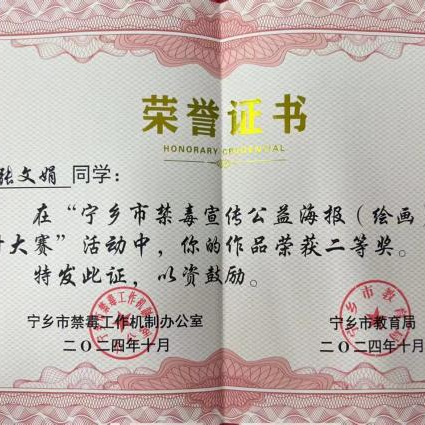 荣誉证书
HONORARY CREDENTIAL
张文娟 同学：
在“宁乡市禁毒宣传公益海报（绘画
计大赛”活动中，你的作品荣获二等奖。
特发此证，以资鼓励。
宁乡市禁毒工作机制办公室 宁乡市教育局
二〇二四年十月 二〇二四年十月